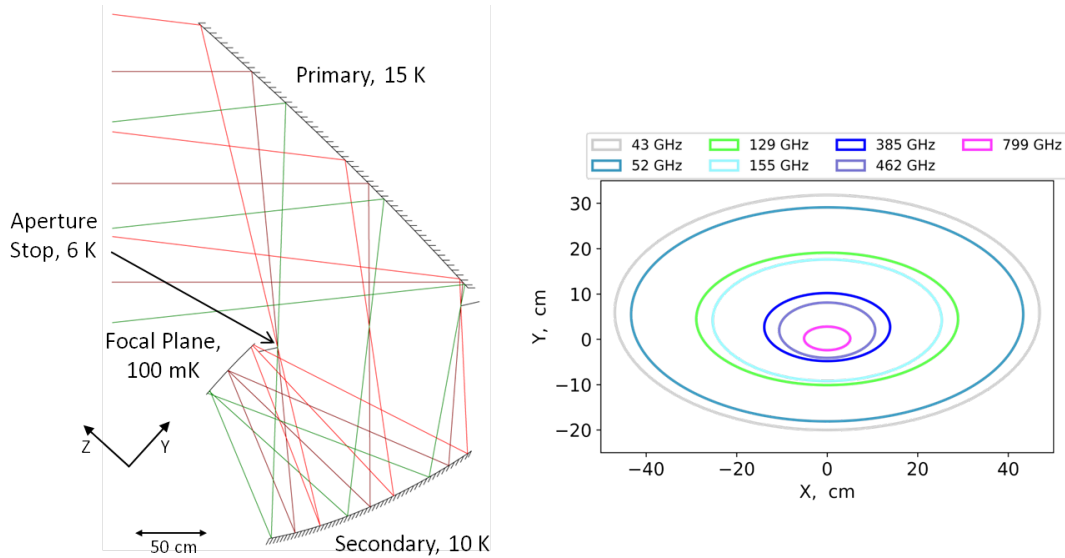 Primary, 15 K
Aperture
Stop, 6 K
Focal Plane,
100 mK
Z
Y
50 cm
Secondary, 10 K
43 GHz 129 GHz 385 GHz 799 GHz
52 GHz 155 GHz 462 GHz
30
20
10
0
−10
−20
Y, cm
−40 −20 0 20 40
X, cm